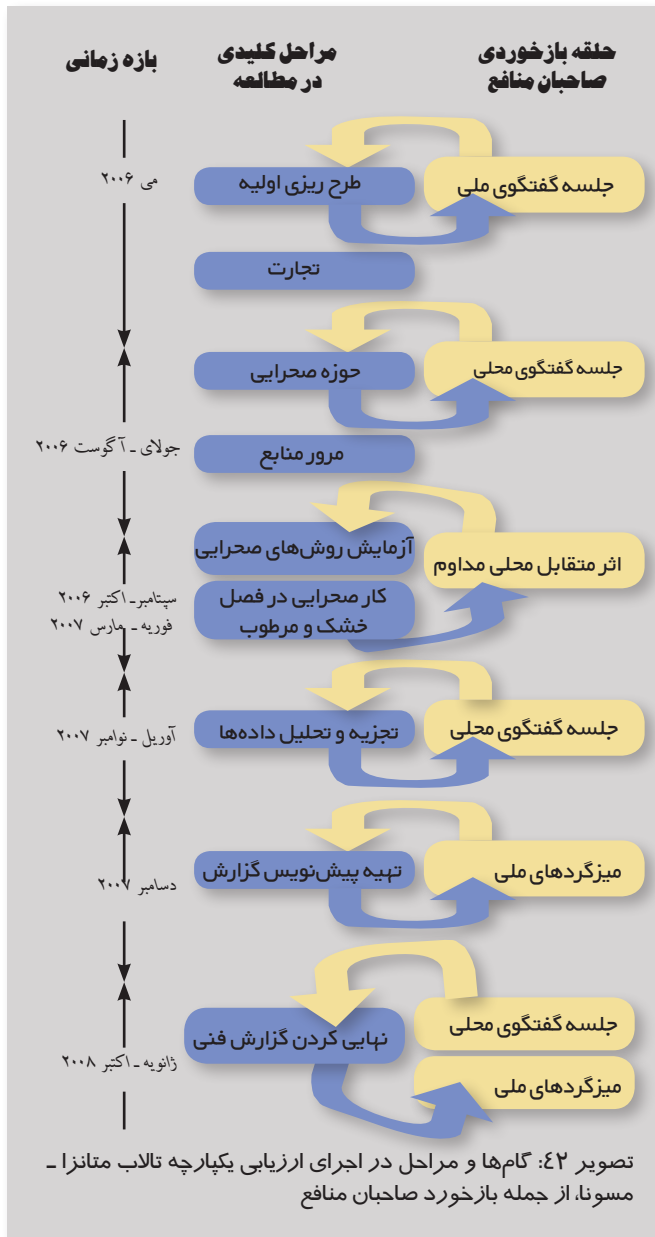 حلقه بازخوردی
صاحبان منافع
مراحل کلیدی
در مطالعه
بازه زمانی
جلسه گفتگوی ملی
طرح ریزی اولیه
می ۲۰۰۶
تجارت
جلسه گفتگوی محلی
حوزه صحرایی
مرور منابع
جولای ـ آگوست ۲۰۰۶
اثر متقابل محلی مداوم
آزمایش روش‌های صحرایی
کار صحرایی در فصل
خشک و مرطوب
سپتامبر ـ اکتبر ۲۰۰۶
فوریه ـ مارس ۲۰۰۷
جلسه گفتگوی محلی
تجزیه و تحلیل داده‌ها
آوریل ـ نوامبر ۲۰۰۷
میزگردهای ملی
تهیه پیش‌نویس گزارش
دسامبر ۲۰۰۷
جلسه گفتگوی محلی
نهایی کردن گزارش فنی
میزگردهای ملی
ژانویه ـ اکتبر ۲۰۰۸
تصویر ٤٢: گام‌ها و مراحل در اجرای ارزیابی یکپارچه تالاب متانزا ـ
مسونا، از جمله بازخورد صاحبان منافع